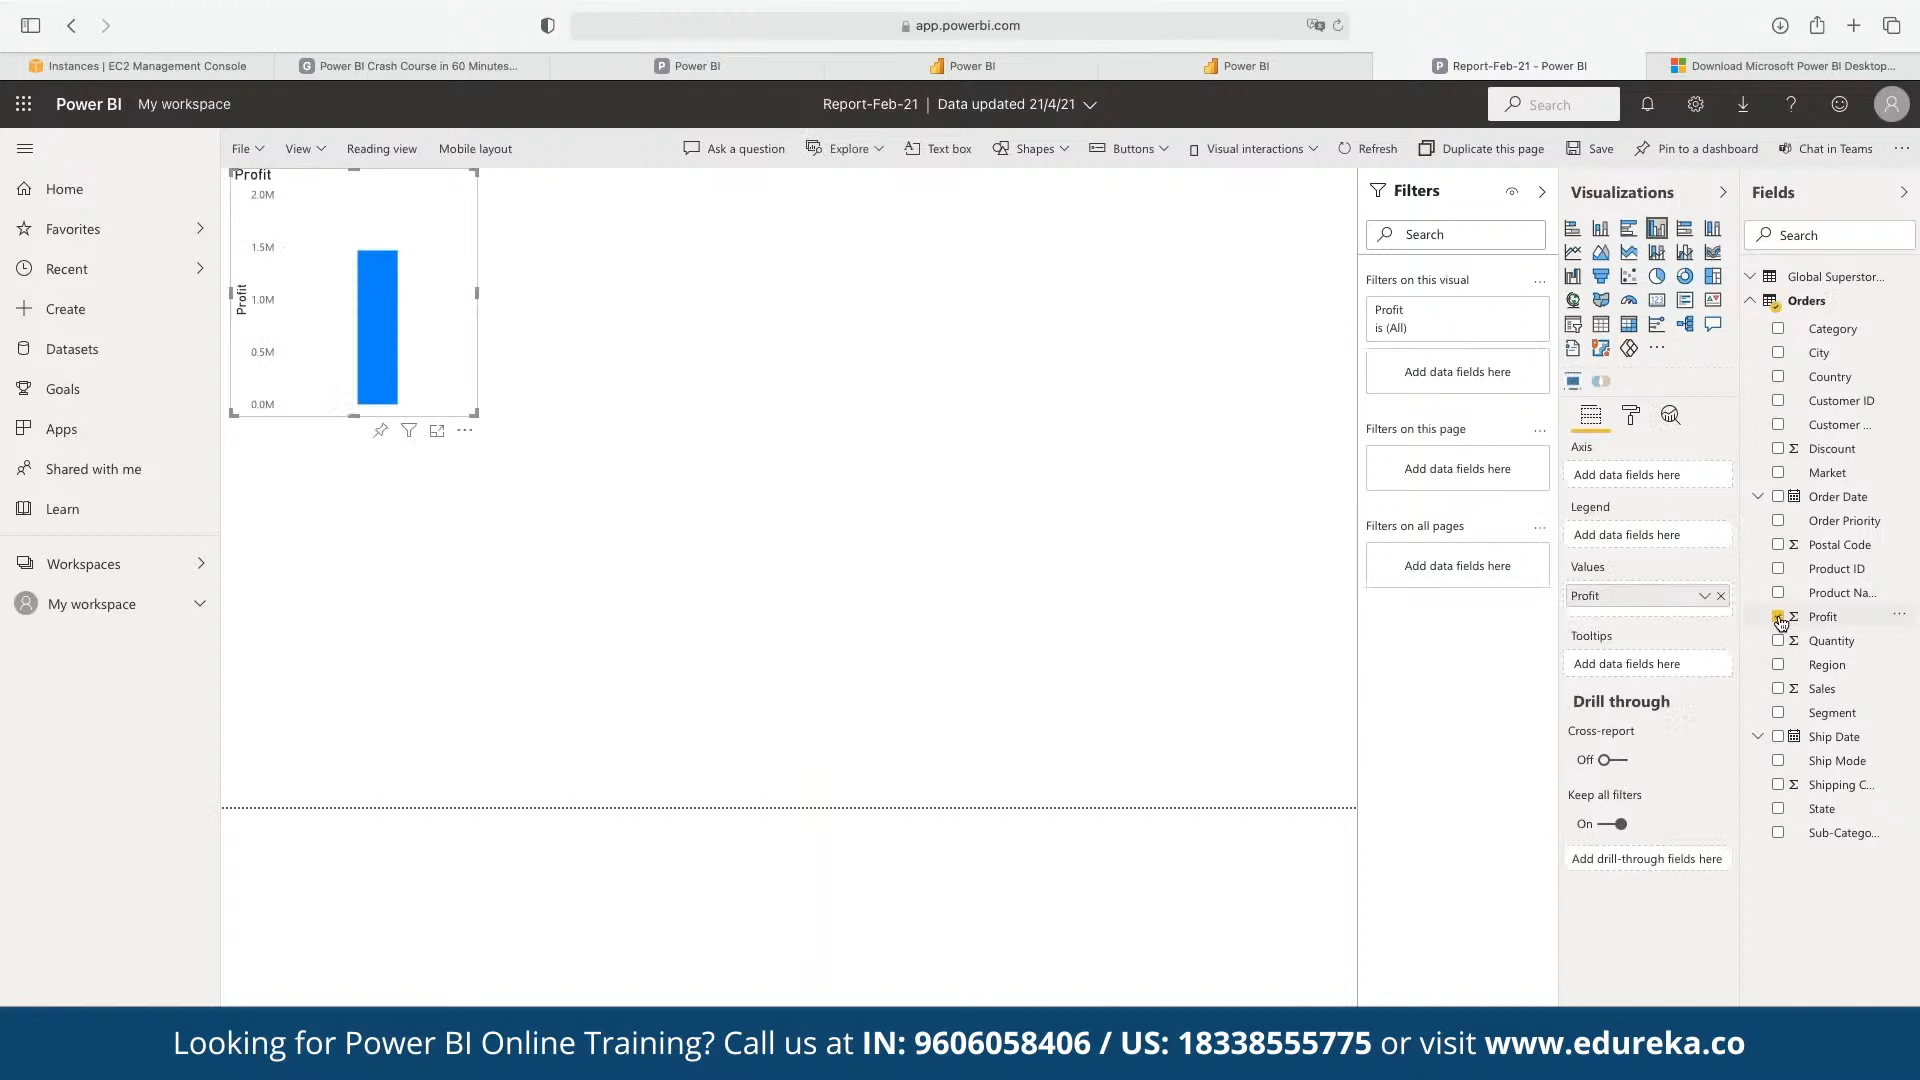 app.powerbi.com
Instances | EC2 Management Console
Power BI Crash Course in 60 Minutes...
Power BI
Power BI
Power BI
Report-Feb-21 - Power BI
Download Microsoft Power BI Desktop...
Power BI My workspace
Report-Feb-21 | Data updated 21/4/21
Search
File
View
Reading view
Mobile layout
Ask a question
Explore
Text box
Shapes
Buttons
Visual interactions
Refresh
Duplicate this page
Save
Pin to a dashboard
Chat in Teams
Home
Favorites
Recent
Create
Datasets
Goals
Apps
Shared with me
Learn
Workspaces
My workspace
Profit
2.0M
1.5M
1.0M
0.5M
0.0M
Profit
Filters
Search
Filters on this visual
Profit
is (All)
Add data fields here
Filters on this page
Add data fields here
Filters on all pages
Add data fields here
Visualizations
Axis
Add data fields here
Legend
Add data fields here
Values
Profit
Tooltips
Add data fields here
Drill through
Cross-report
Off
Keep all filters
On
Add drill-through fields here
Fields
Search
Global Superstor...
Orders
Category
City
Country
Customer ID
Customer ...
Discount
Market
Order Date
Order Priority
Postal Code
Product ID
Product Na...
Profit
Quantity
Region
Sales
Segment
Ship Date
Ship Mode
Shipping C...
State
Sub-Catego...
Looking for Power BI Online Training? Call us at IN: 9606058406 / US: 18338555775 or visit www.edureka.co